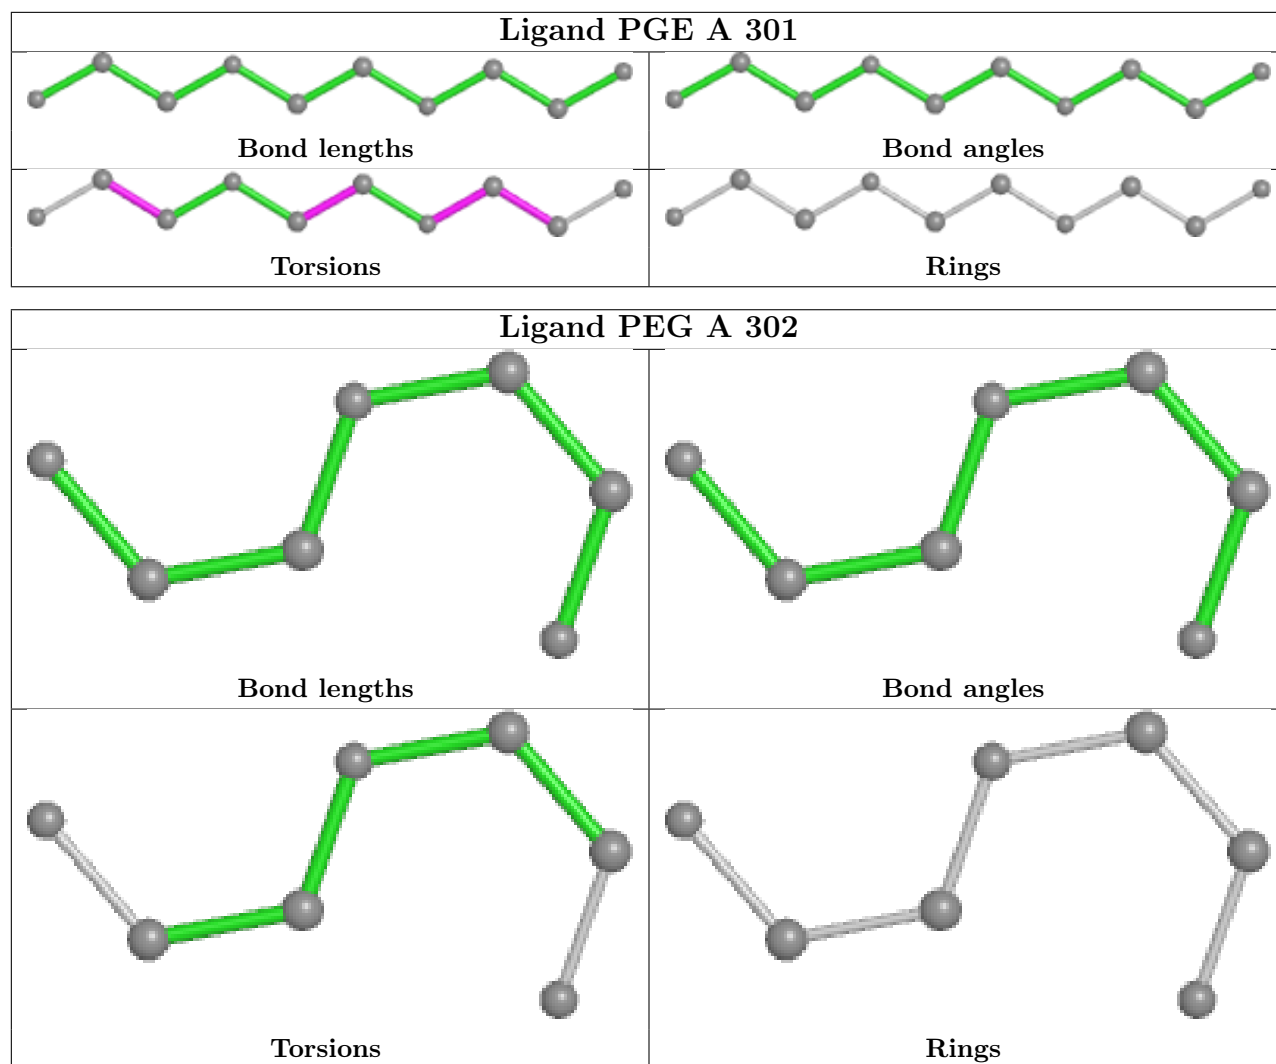 Ligand PGE A 301
Bond lengths
Bond angles
Torsions
Rings
Ligand PEG A 302
Bond lengths
Bond angles
Torsions
Rings